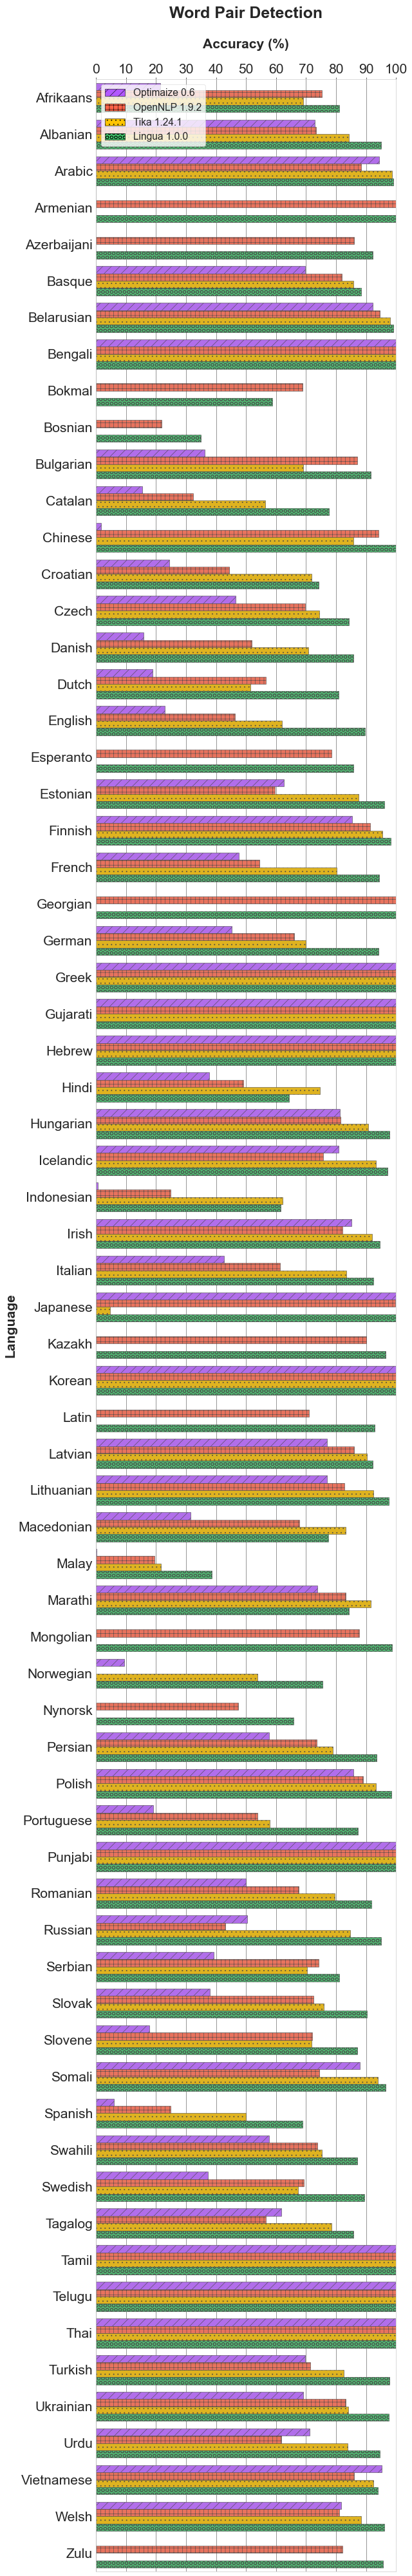 Word Pair Detection
Accuracy (%)
0 10 20 30 40 50 60 70 80 90 100
Optimaize 0.6
OpenNLP 1.9.2
Tika 1.24.1
Lingua 1.0.0
Afrikaans
Albanian
Arabic
Armenian
Azerbaijani
Basque
Belarusian
Bengali
Bokmal
Bosnian
Bulgarian
Catalan
Chinese
Croatian
Czech
Danish
Dutch
English
Esperanto
Estonian
Finnish
French
Georgian
German
Greek
Gujarati
Hebrew
Hindi
Hungarian
Icelandic
Indonesian
Irish
Italian
Japanese
Language
Kazakh
Korean
Latin
Latvian
Lithuanian
Macedonian
Malay
Marathi
Mongolian
Norwegian
Nynorsk
Persian
Polish
Portuguese
Punjabi
Romanian
Russian
Serbian
Slovak
Slovene
Somali
Spanish
Swahili
Swedish
Tagalog
Tamil
Telugu
Thai
Turkish
Ukrainian
Urdu
Vietnamese
Welsh
Zulu